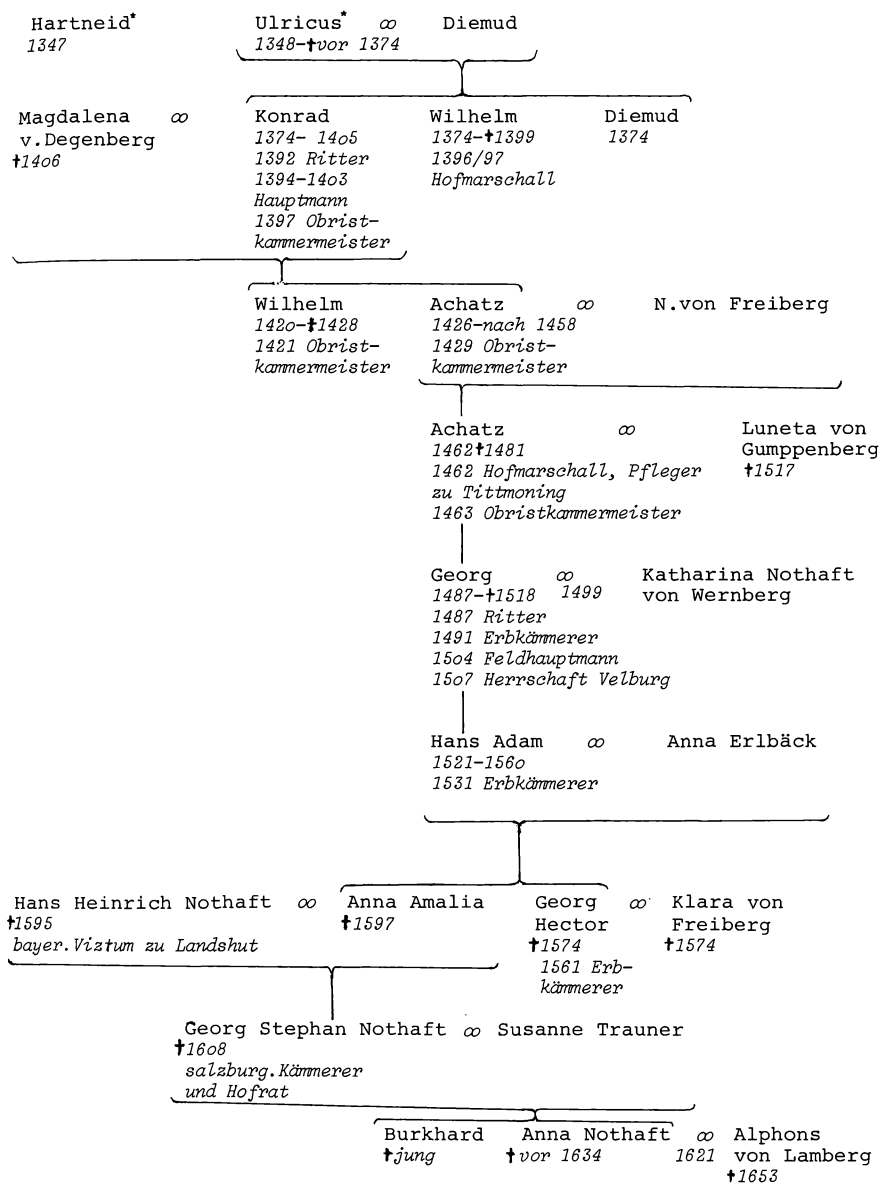 Hartneid* Ulricus* ∞ Diemud
1347 1348-✝vor 1374
Magdalena ∞ Konrad Wilhelm Diemud
v.Degenberg 1374- 14o5 1374-✝1399 1374
✝14o6 1392 Ritter 1396/97
1394-14o3 Hofmarschall
Hauptmann
1397 Obrist-
kammermeister
Wilhelm Achatz ∞ N.von Freiberg
142o-✝1428 1426-nach 1458
1421 Obrist- 1429 Obrist-
kammermeister kammermeister
Achatz ∞ Luneta von
1462✝1481 Gumppenberg
1462 Hofmarschall, Pfleger ✝1517
zu Tittmoning
1463 Obristkammermeister
Georg ∞ Katharina Nothaft
1487-✝1518 1499 von Wernberg
1487 Ritter
1491 Erbkämmerer
15o4 Feldhauptmann
15o7 Herrschaft Velburg
Hans Adam ∞ Anna Erlbäck
1521-156o
1531 Erbkämmerer
Hans Heinrich Nothaft ∞ Anna Amalia Georg ∞ Klara von
✝1595 ✝1597 Hector Freiberg
bayer.Viztum zu Landshut ✝1574 ✝1574
1561 Erb-
kämmerer
Georg Stephan Nothaft ∞ Susanne Trauner
✝16o8
salzburg.Kämmerer
und Hofrat
Burkhard Anna Nothaft ∞ Alphons
✝jung ✝vor 1634 1621 von Lamberg
✝1653